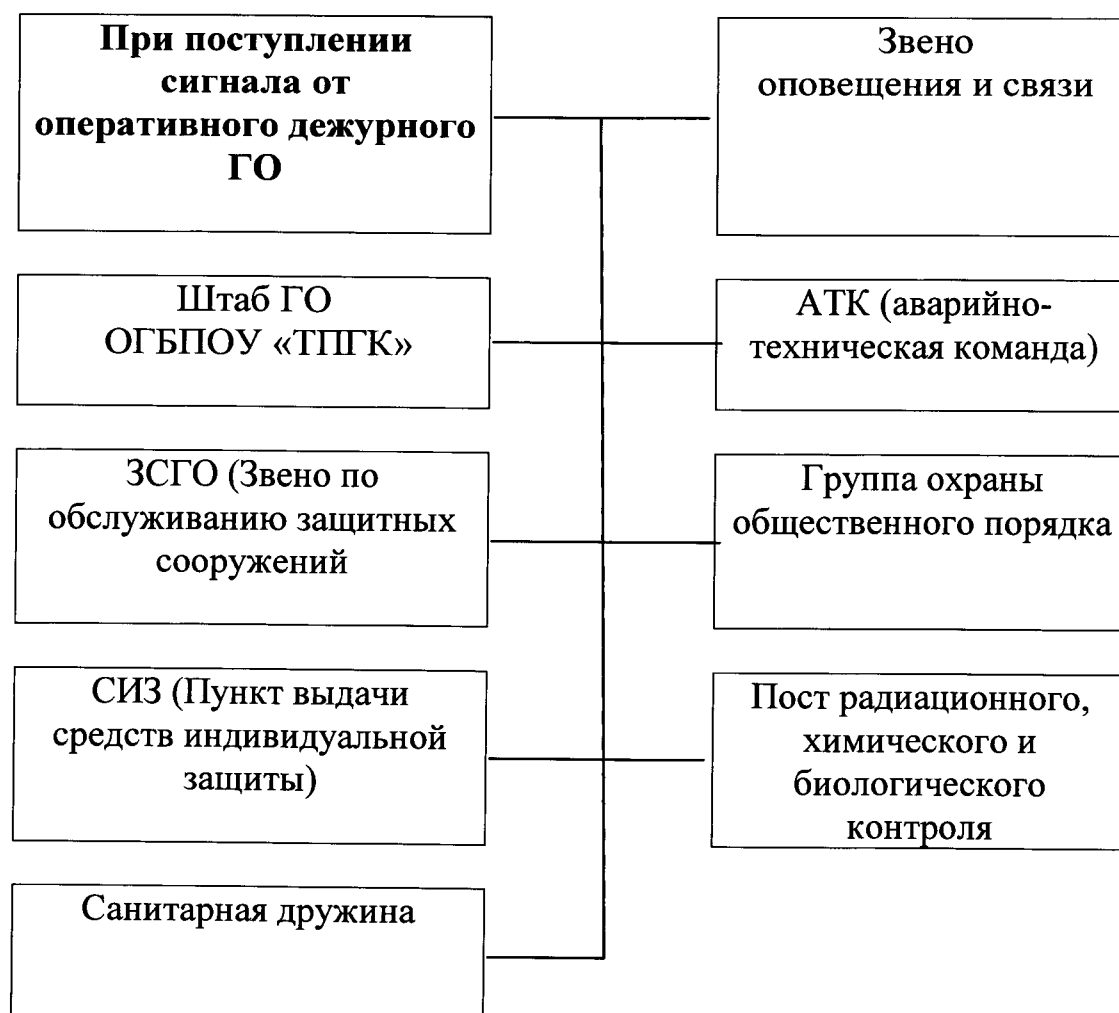 При поступлении
сигнала от
оперативного дежурного
ГО
Звено
оповещения и связи
Штаб ГО
ОГБПОУ «ТПГК»
АТК (аварийно-
техническая команда)
ЗСГО (Звено по
обслуживанию защитных
сооружений
Группа охраны
общественного порядка
СИЗ (Пункт выдачи
средств индивидуальной
защиты)
Пост радиационного,
химического и
биологического
контроля
Санитарная дружина